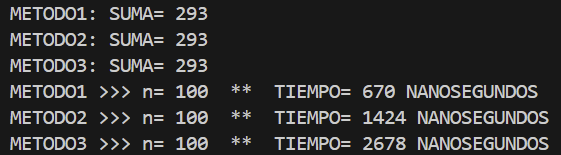 METODO1: SUMA= 293
METODO2: SUMA= 293
METODO3: SUMA= 293
METODO1 >>> n= 100  **  TIEMPO= 670 NANOSEGUNDOS
METODO2 >>> n= 100  **  TIEMPO= 1424 NANOSEGUNDOS
METODO3 >>> n= 100  **  TIEMPO= 2678 NANOSEGUNDOS